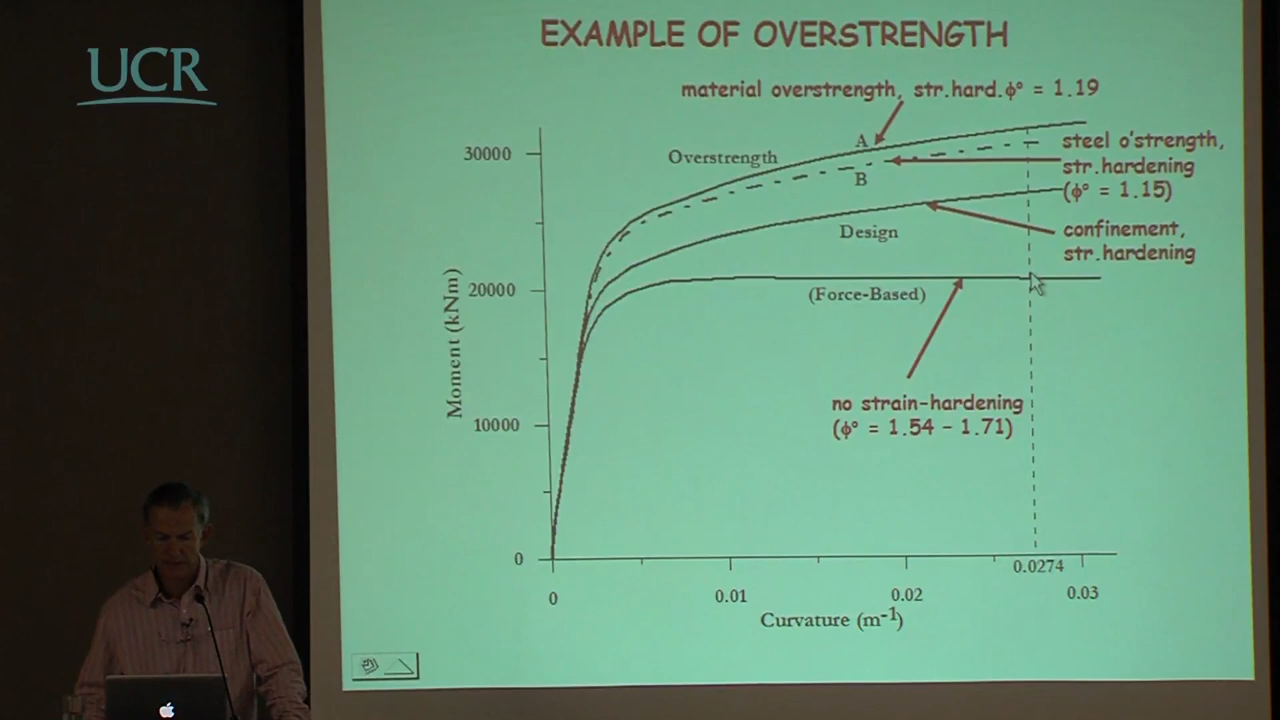 UCR
EXAMPLE OF OVERSTRENGTH
material overstrength, str.hard.ϕ° = 1.19
30000
20000
10000
0
Moment (kNm)
Overstrength
A
B
steel o'strength,
str.hardening
(ϕ° = 1.15)
Design
confinement,
str.hardening
(Force-Based)
no strain-hardening
(ϕ° = 1.54 - 1.71)
0.0274
0
0.01
0.02
0.03
Curvature (m⁻¹)